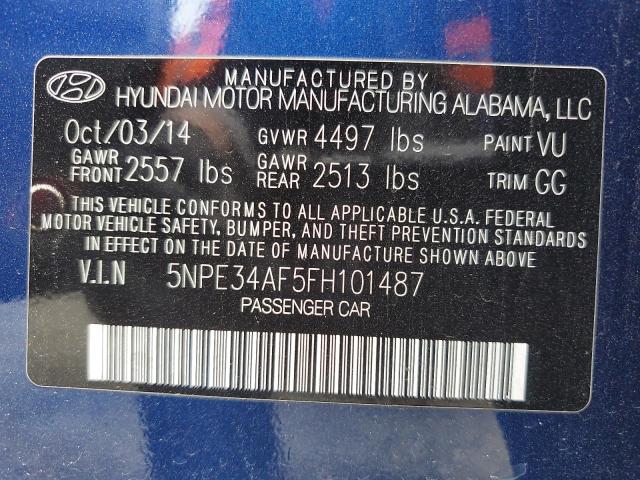 MANUFACTURED BY
HYUNDAI MOTOR MANUFACTURING ALABAMA, LLC
Oct/03/14 GVWR 4497 lbs PAINT VU
GAWR FRONT 2557 lbs GAWR REAR 2513 lbs TRIM GG
THIS VEHICLE CONFORMS TO ALL APPLICABLE U.S.A. FEDERAL
MOTOR VEHICLE SAFETY, BUMPER, AND THEFT PREVENTION STANDARDS
IN EFFECT ON THE DATE OF MANUFACTURE SHOWN ABOVE.
V.I.N 5NPE34AF5FH101487
PASSENGER CAR